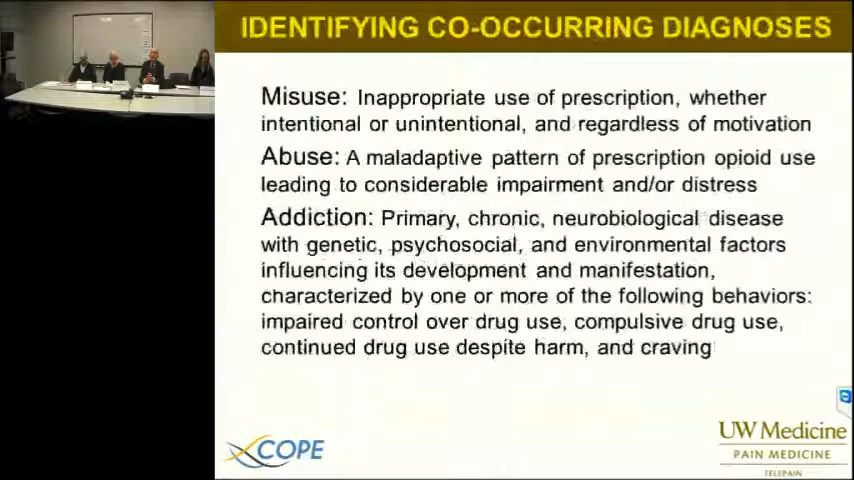 IDENTIFYING CO-OCCURRING DIAGNOSES
Misuse: Inappropriate use of prescription, whether
intentional or unintentional, and regardless of motivation
Abuse: A maladaptive pattern of prescription opioid use
leading to considerable impairment and/or distress
Addiction: Primary, chronic, neurobiological disease
with genetic, psychosocial, and environmental factors
influencing its development and manifestation,
characterized by one or more of the following behaviors:
impaired control over drug use, compulsive drug use,
continued drug use despite harm, and craving
COPE
UW Medicine
PAIN MEDICINE
TELEPAIN